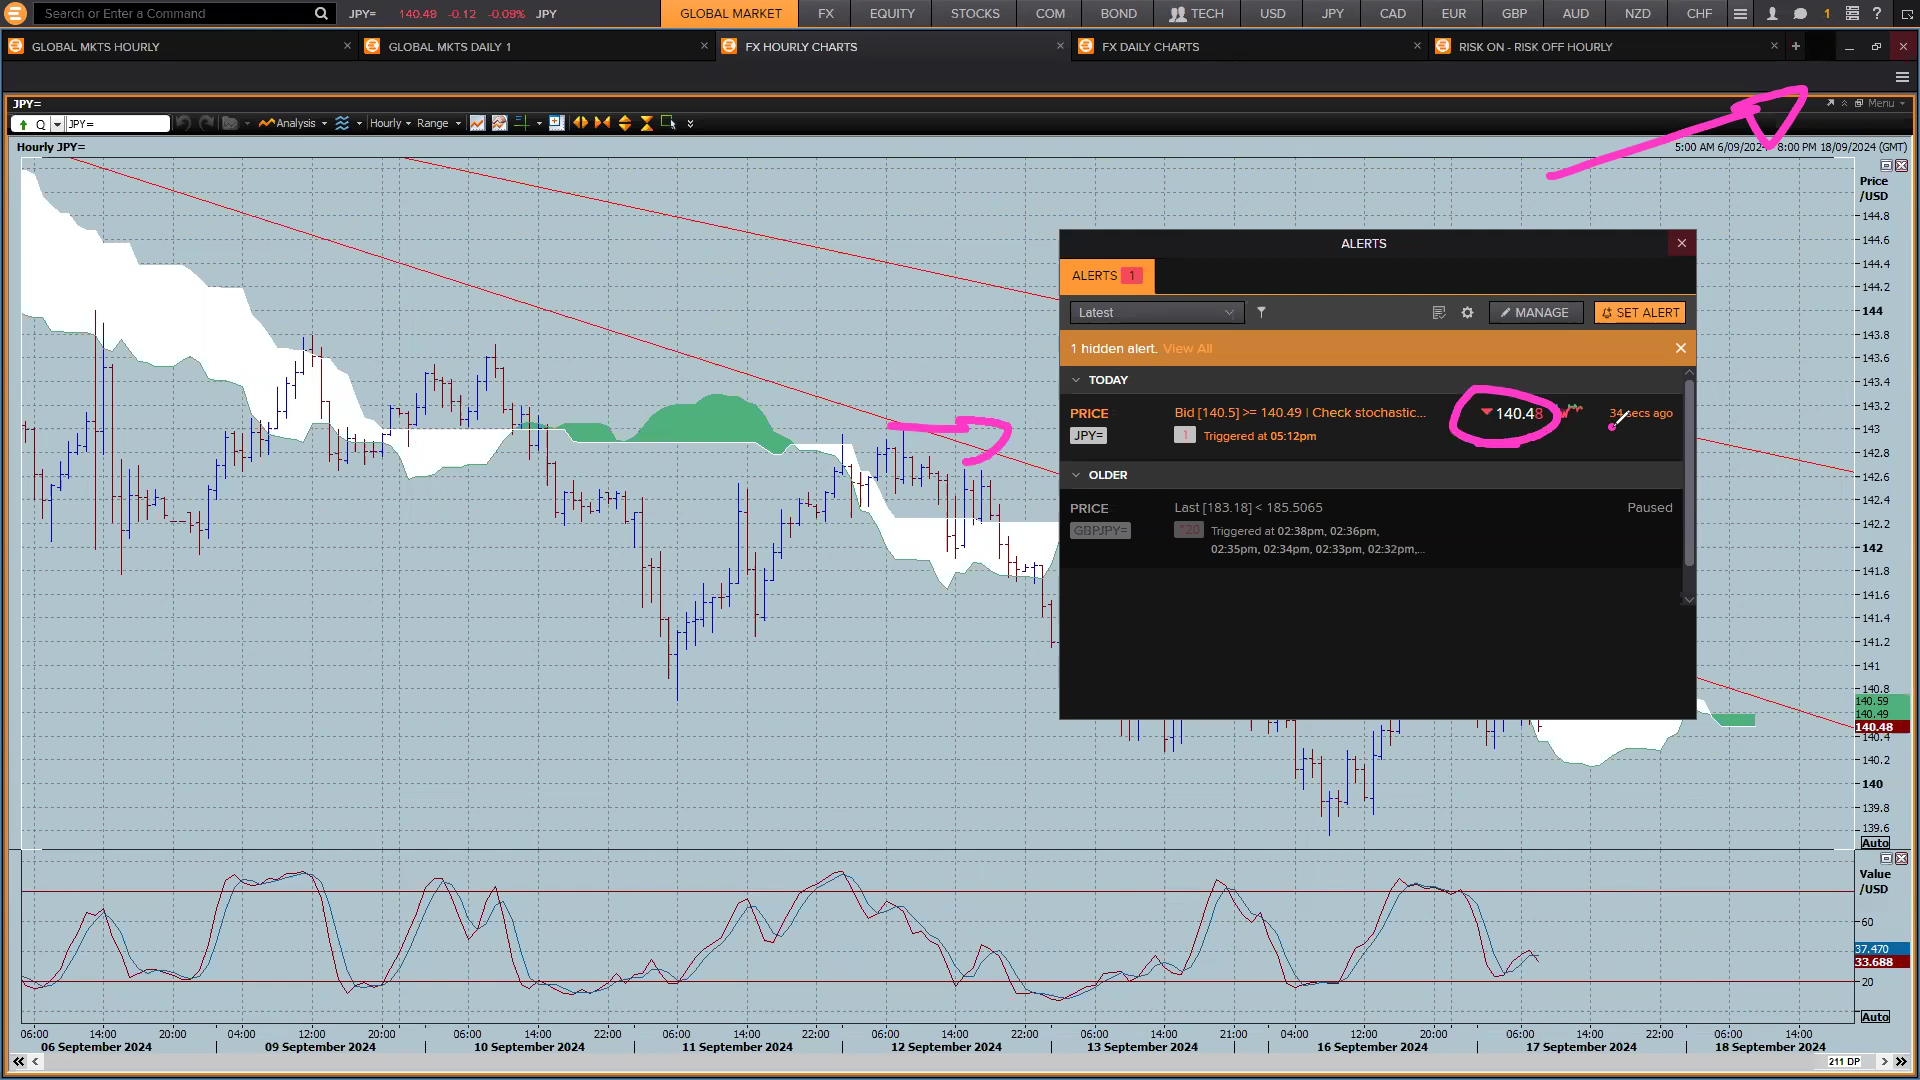 Search or Enter a Command JPY= 140.48 -0.12 -0.09% JPY GLOBAL MARKET FX EQUITY STOCKS COM BOND TECH USD JPY CAD EUR GBP AUD NZD CHF 1 ?
GLOBAL MKTS HOURLY GLOBAL MKTS DAILY 1 FX HOURLY CHARTS FX DAILY CHARTS RISK ON - RISK OFF HOURLY
JPY= Menu
Q JPY= Analysis Hourly Range
Hourly JPY= 5:00 AM 6/09/2024 8:00 PM 18/09/2024 (GMT)
Price
/USD
144.8
144.6
144.4
144.2
144
143.8
143.6
143.4
143.2
143
142.8
142.6
142.4
142.2
142
141.8
141.6
141.4
141.2
141
140.8
140.59
140.49
140.48
140.4
140.2
140
139.8
139.6
Auto
ALERTS
ALERTS 1
Latest MANAGE SET ALERT
1 hidden alert. View All
TODAY
PRICE Bid [140.5] >= 140.49 | Check stochastic... 140.48 34 secs ago
JPY= 1 Triggered at 05:12pm
OLDER
PRICE Last [183.18] < 185.5065 Paused
GBPJPY= *20 Triggered at 02:38pm, 02:36pm,
02:35pm, 02:34pm, 02:33pm, 02:32pm,...
Value
/USD
60
37.470
33.688
20
Auto
06:00 14:00 20:00 04:00 12:00 20:00 06:00 14:00 22:00 06:00 14:00 22:00 06:00 14:00 22:00 06:00 14:00 21:00 04:00 12:00 20:00 06:00 14:00 22:00 06:00 14:00
06 September 2024 09 September 2024 10 September 2024 11 September 2024 12 September 2024 13 September 2024 16 September 2024 17 September 2024 18 September 2024
211 DP